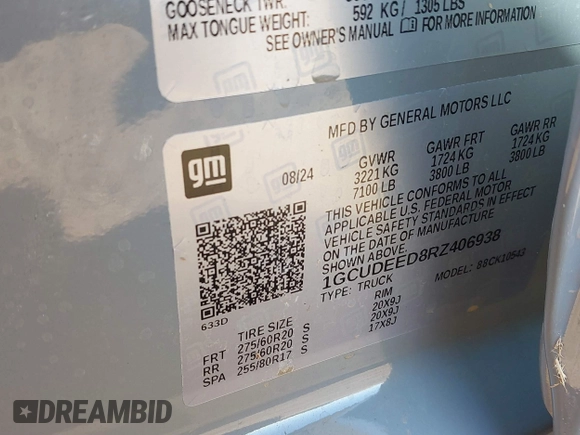 GOOSENECK TWR:
MAX TONGUE WEIGHT: 592 KG/ 1305 LBS
SEE OWNER'S MANUAL FOR MORE INFORMATION
MFD BY GENERAL MOTORS LLC
gm
08/24
GVWR GAWR FRT GAWR RR
3221 KG 1724 KG 1724 KG
7100 LB 3800 LB 3800 LB
THIS VEHICLE CONFORMS TO ALL
APPLICABLE U.S. FEDERAL MOTOR
VEHICLE SAFETY STANDARDS IN EFFECT
ON THE DATE OF MANUFACTURE
SHOWN ABOVE.
1GCUDEED8RZ406938
TYPE: TRUCK MODEL: 88CK10543
633D
TIRE SIZE RIM
FRT 275/60R20 S 20X9J
RR 275/60R20 S 20X9J
SPA 255/80R17 S 17X8J
DREAMBID